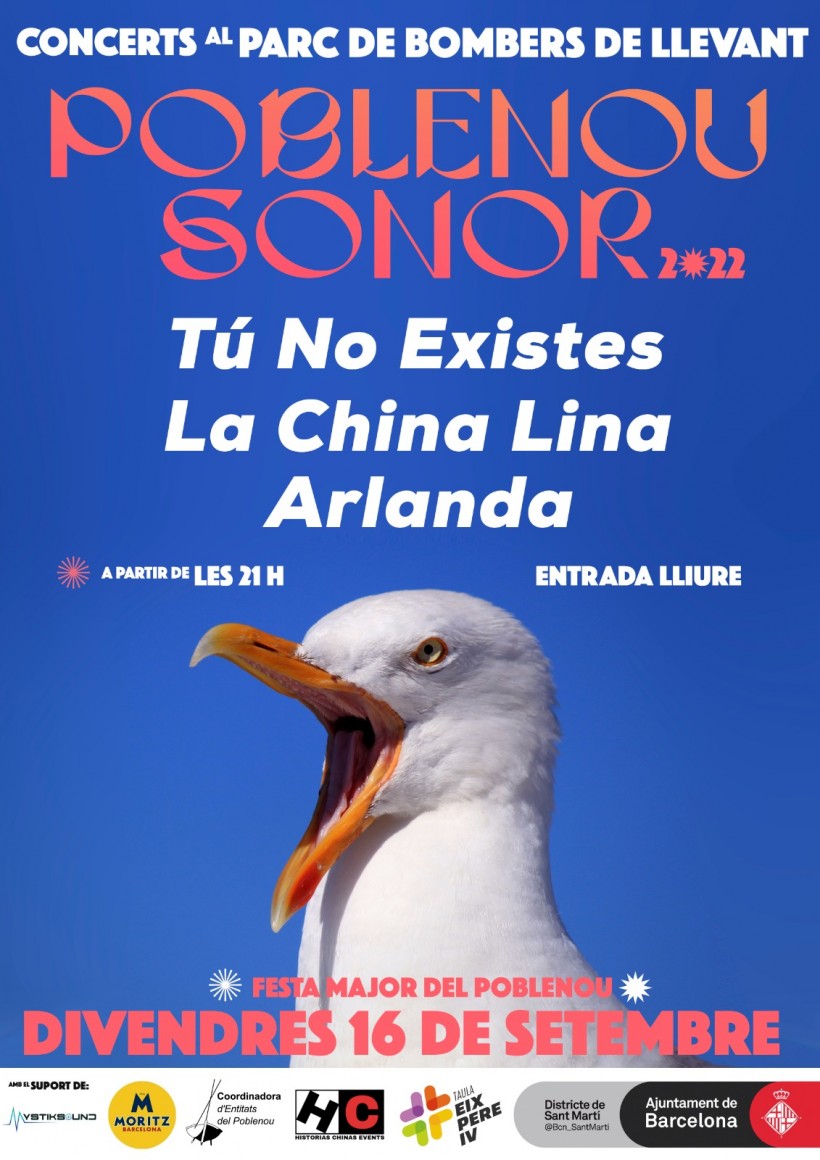 CONCERTS AL PARC DE BOMBERS DE LLEVANT
POBLENOU
SONOR 2022
Tú No Existes
La China Lina
Arlanda
A PARTIR DE LES 21 H
ENTRADA LLIURE
FESTA MAJOR DEL POBLENOU
DIVENDRES 16 DE SETEMBRE
AMB EL SUPORT DE:
MYSTIKSOUND
M
MORITZ
BARCELONA
Coordinadora
d'Entitats
del Poblenou
HC
HISTORIAS CHINAS EVENTS
TAULA
EIX
PERE
IV
Districte de
Sant Martí
@Bcn_SantMarti
Ajuntament de
Barcelona